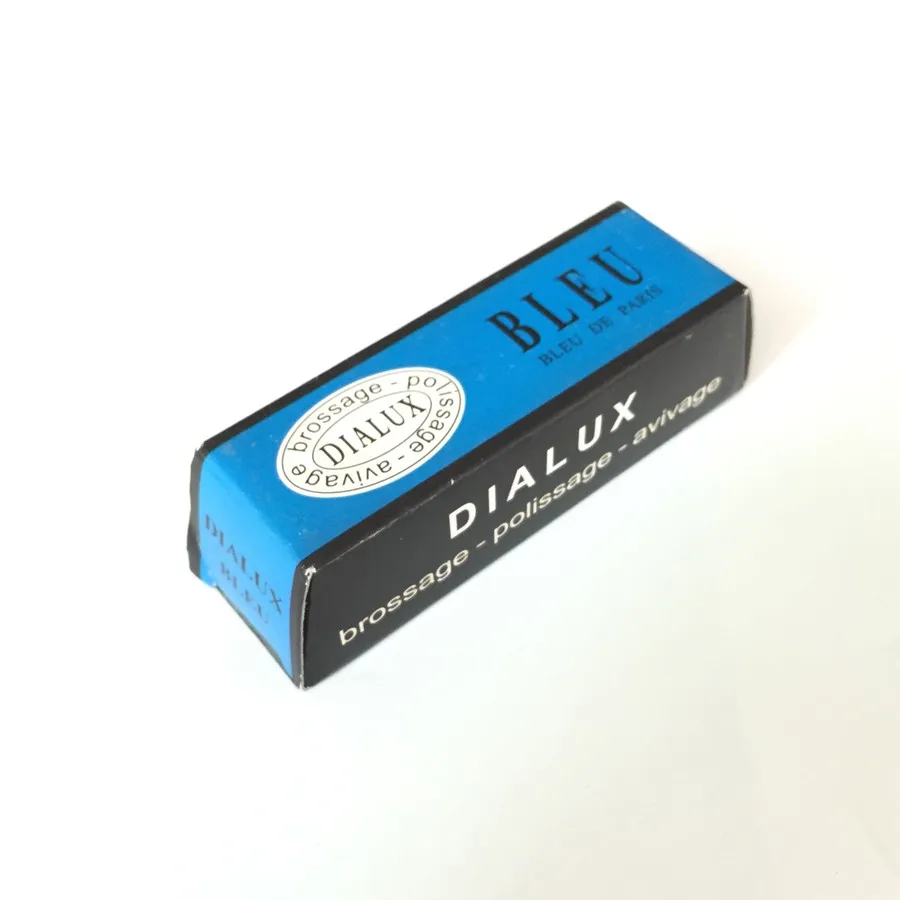 BLEU
BLEU DE PARIS
brossage - polissage - avivage
DIALUX
DIALUX
brossage - polissage - avivage
DIALUX
BLEU